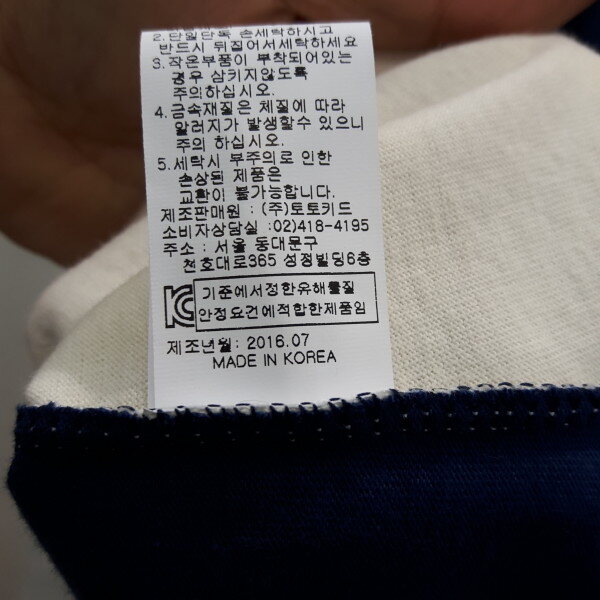 2.단일단독 손세탁하시고
반드시 뒤집어서세탁하세요
3.작은부품이 부착되어있는
경우 삼키지않도록
주의하십시오.
4.금속재질은 체질에 따라
알러지가 발생할수 있으니
주의 하십시오.
5.세탁시 부주의로 인한
손상된 제품은
교환이 불가능합니다.
제조판매원 : (주)토토키드
소비자상담실 :02)418-4195
주소 : 서울 동대문구
천호대로365 성정빌딩6층
KC 기준에서정한유해물질
안정요건에적합한제품임
제조년월: 2016.07
MADE IN KOREA